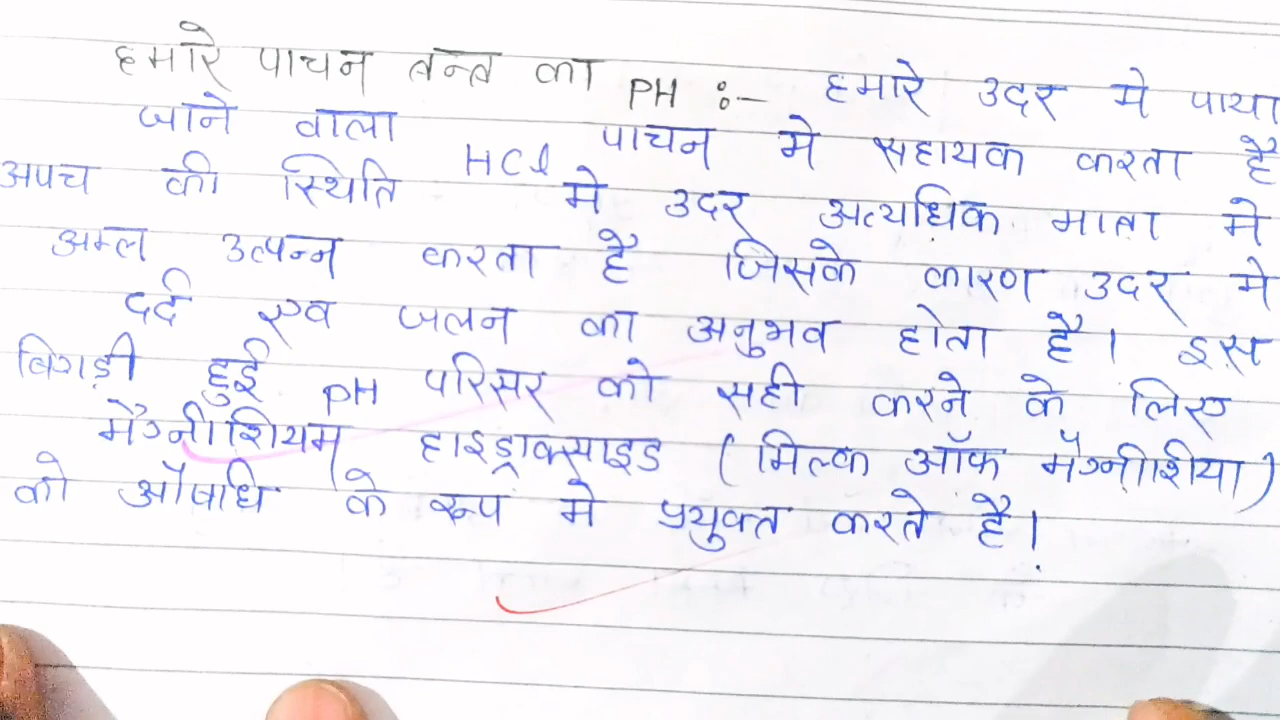 हमारे पाचन तन्त का PH :- हमारे उदर मे पाया
जाने वाला HCl पाचन मे सहायक करता है
अपच की स्थिति मे उदर अत्यधिक माता मे
अम्ल उत्पन्न करता है जिसके कारण उदर मे
दर्द एव जलन का अनुभव होता है। इस
बिगड़ी हुई PH परिसर को सही करने के लिए
मैग्नीशियम हाइड्राक्साइड (मिल्क ऑफ मैग्नीशिया)
को औषधि के रूप मे प्रयुक्त करते है।